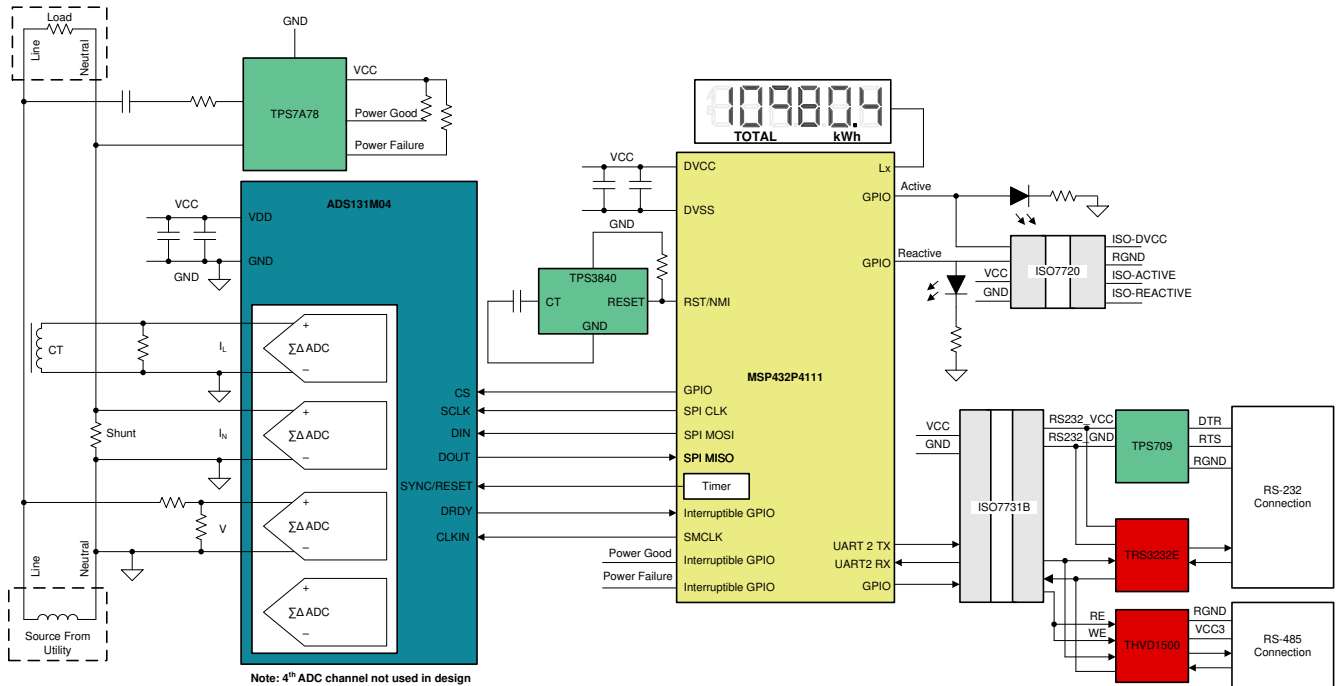 Load
Line
Neutral
GND
TPS7A78
VCC
Power Good
Power Failure
10980.4
TOTAL
kWh
ADS131M04
VCC
VDD
GND
GND
CT
I_L
+
ΣΔ ADC
–
Shunt
I_N
+
ΣΔ ADC
–
V
+
ΣΔ ADC
–
+
ΣΔ ADC
–
Line
Neutral
Source From
Utility
CS
SCLK
DIN
DOUT
SYNC/RESET
DRDY
CLKIN
Note: 4th ADC channel not used in design
VCC
GND
TPS3840
CT
RESET
GND
DVCC
DVSS
RST/NMI
MSP432P4111
GPIO
SPI CLK
SPI MOSI
SPI MISO
Timer
Interruptible GPIO
SMCLK
Power Good
Interruptible GPIO
Power Failure
Interruptible GPIO
Lx
GPIO
Active
GPIO
Reactive
UART 2 TX
UART2 RX
GPIO
VCC
GND
ISO7720
ISO-DVCC
RGND
ISO-ACTIVE
ISO-REACTIVE
VCC
GND
ISO7731B
RS232_VCC
RS232_GND
TPS709
DTR
RTS
RGND
RS-232
Connection
TRS3232E
RE
WE
THVD1500
RGND
VCC3
RS-485
Connection